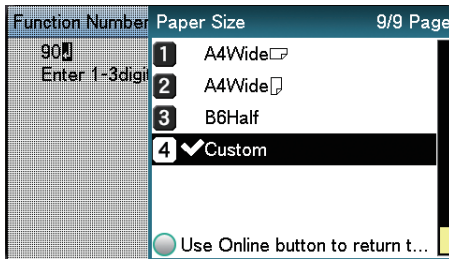 Function Number
90
Enter 1-3digi
Paper Size 9/9 Page
1 A4Wide
2 A4Wide
3 B6Half
4 Custom
Use Online button to return t...